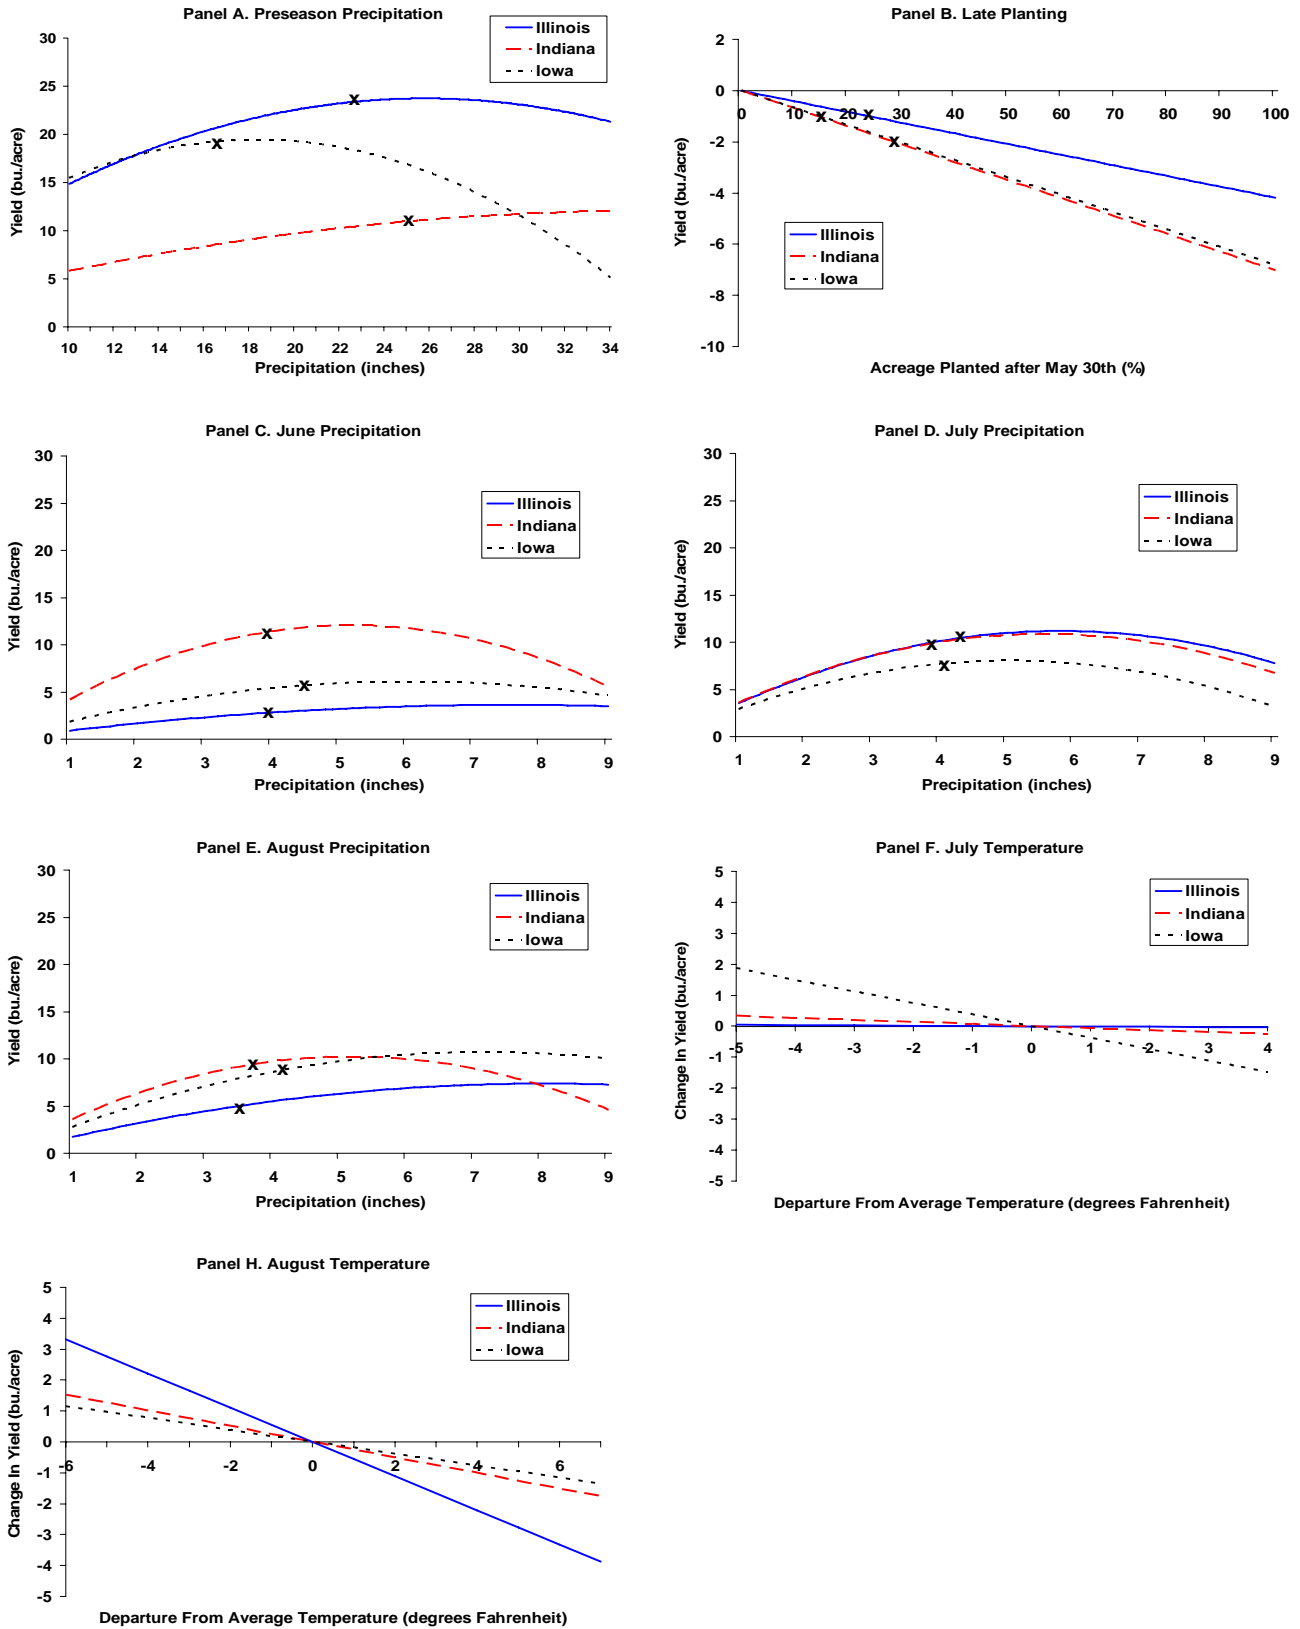 Panel A. Preseason Precipitation
Illinois
Indiana
Iowa
30
25
20
15
10
5
0
Yield (bu./acre)
10 12 14 16 18 20 22 24 26 28 30 32 34
Precipitation (inches)
x x x
Panel B. Late Planting
2
0
-2
-4
-6
-8
-10
Yield (bu./acre)
0 10 20 30 40 50 60 70 80 90 100
x x x
Illinois
Indiana
Iowa
Acreage Planted after May 30th (%)
Panel C. June Precipitation
30
25
20
15
10
5
0
Yield (bu./acre)
Illinois
Indiana
Iowa
x x x
1 2 3 4 5 6 7 8 9
Precipitation (inches)
Panel D. July Precipitation
30
25
20
15
10
5
0
Yield (bu./acre)
Illinois
Indiana
Iowa
x x x
1 2 3 4 5 6 7 8 9
Precipitation (inches)
Panel E. August Precipitation
30
25
20
15
10
5
0
Yield (bu./acre)
Illinois
Indiana
Iowa
x x x
1 2 3 4 5 6 7 8 9
Precipitation (inches)
Panel F. July Temperature
5
4
3
2
1
0
-1
-2
-3
-4
-5
Change In Yield (bu./acre)
Illinois
Indiana
Iowa
-5 -4 -3 -2 -1 0 1 2 3 4
Departure From Average Temperature (degrees Fahrenheit)
Panel H. August Temperature
5
4
3
2
1
0
-1
-2
-3
-4
-5
Change In Yield (bu./acre)
Illinois
Indiana
Iowa
-6 -4 -2 0 2 4 6
Departure From Average Temperature (degrees Fahrenheit)